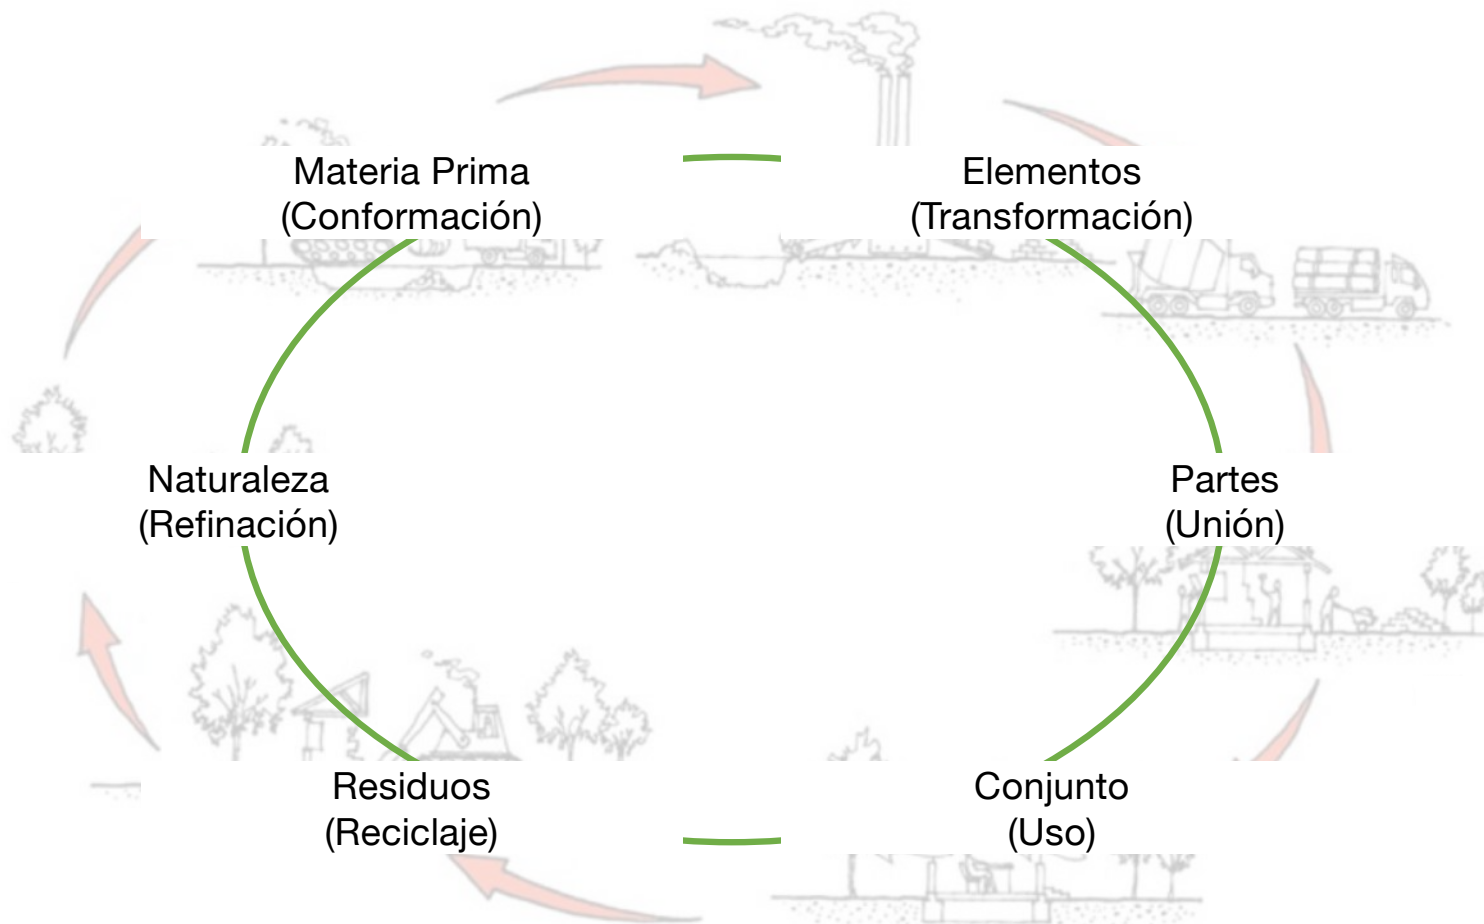 Materia Prima
(Conformación)
Elementos
(Transformación)
Naturaleza
(Refinación)
Partes
(Unión)
Residuos
(Reciclaje)
Conjunto
(Uso)